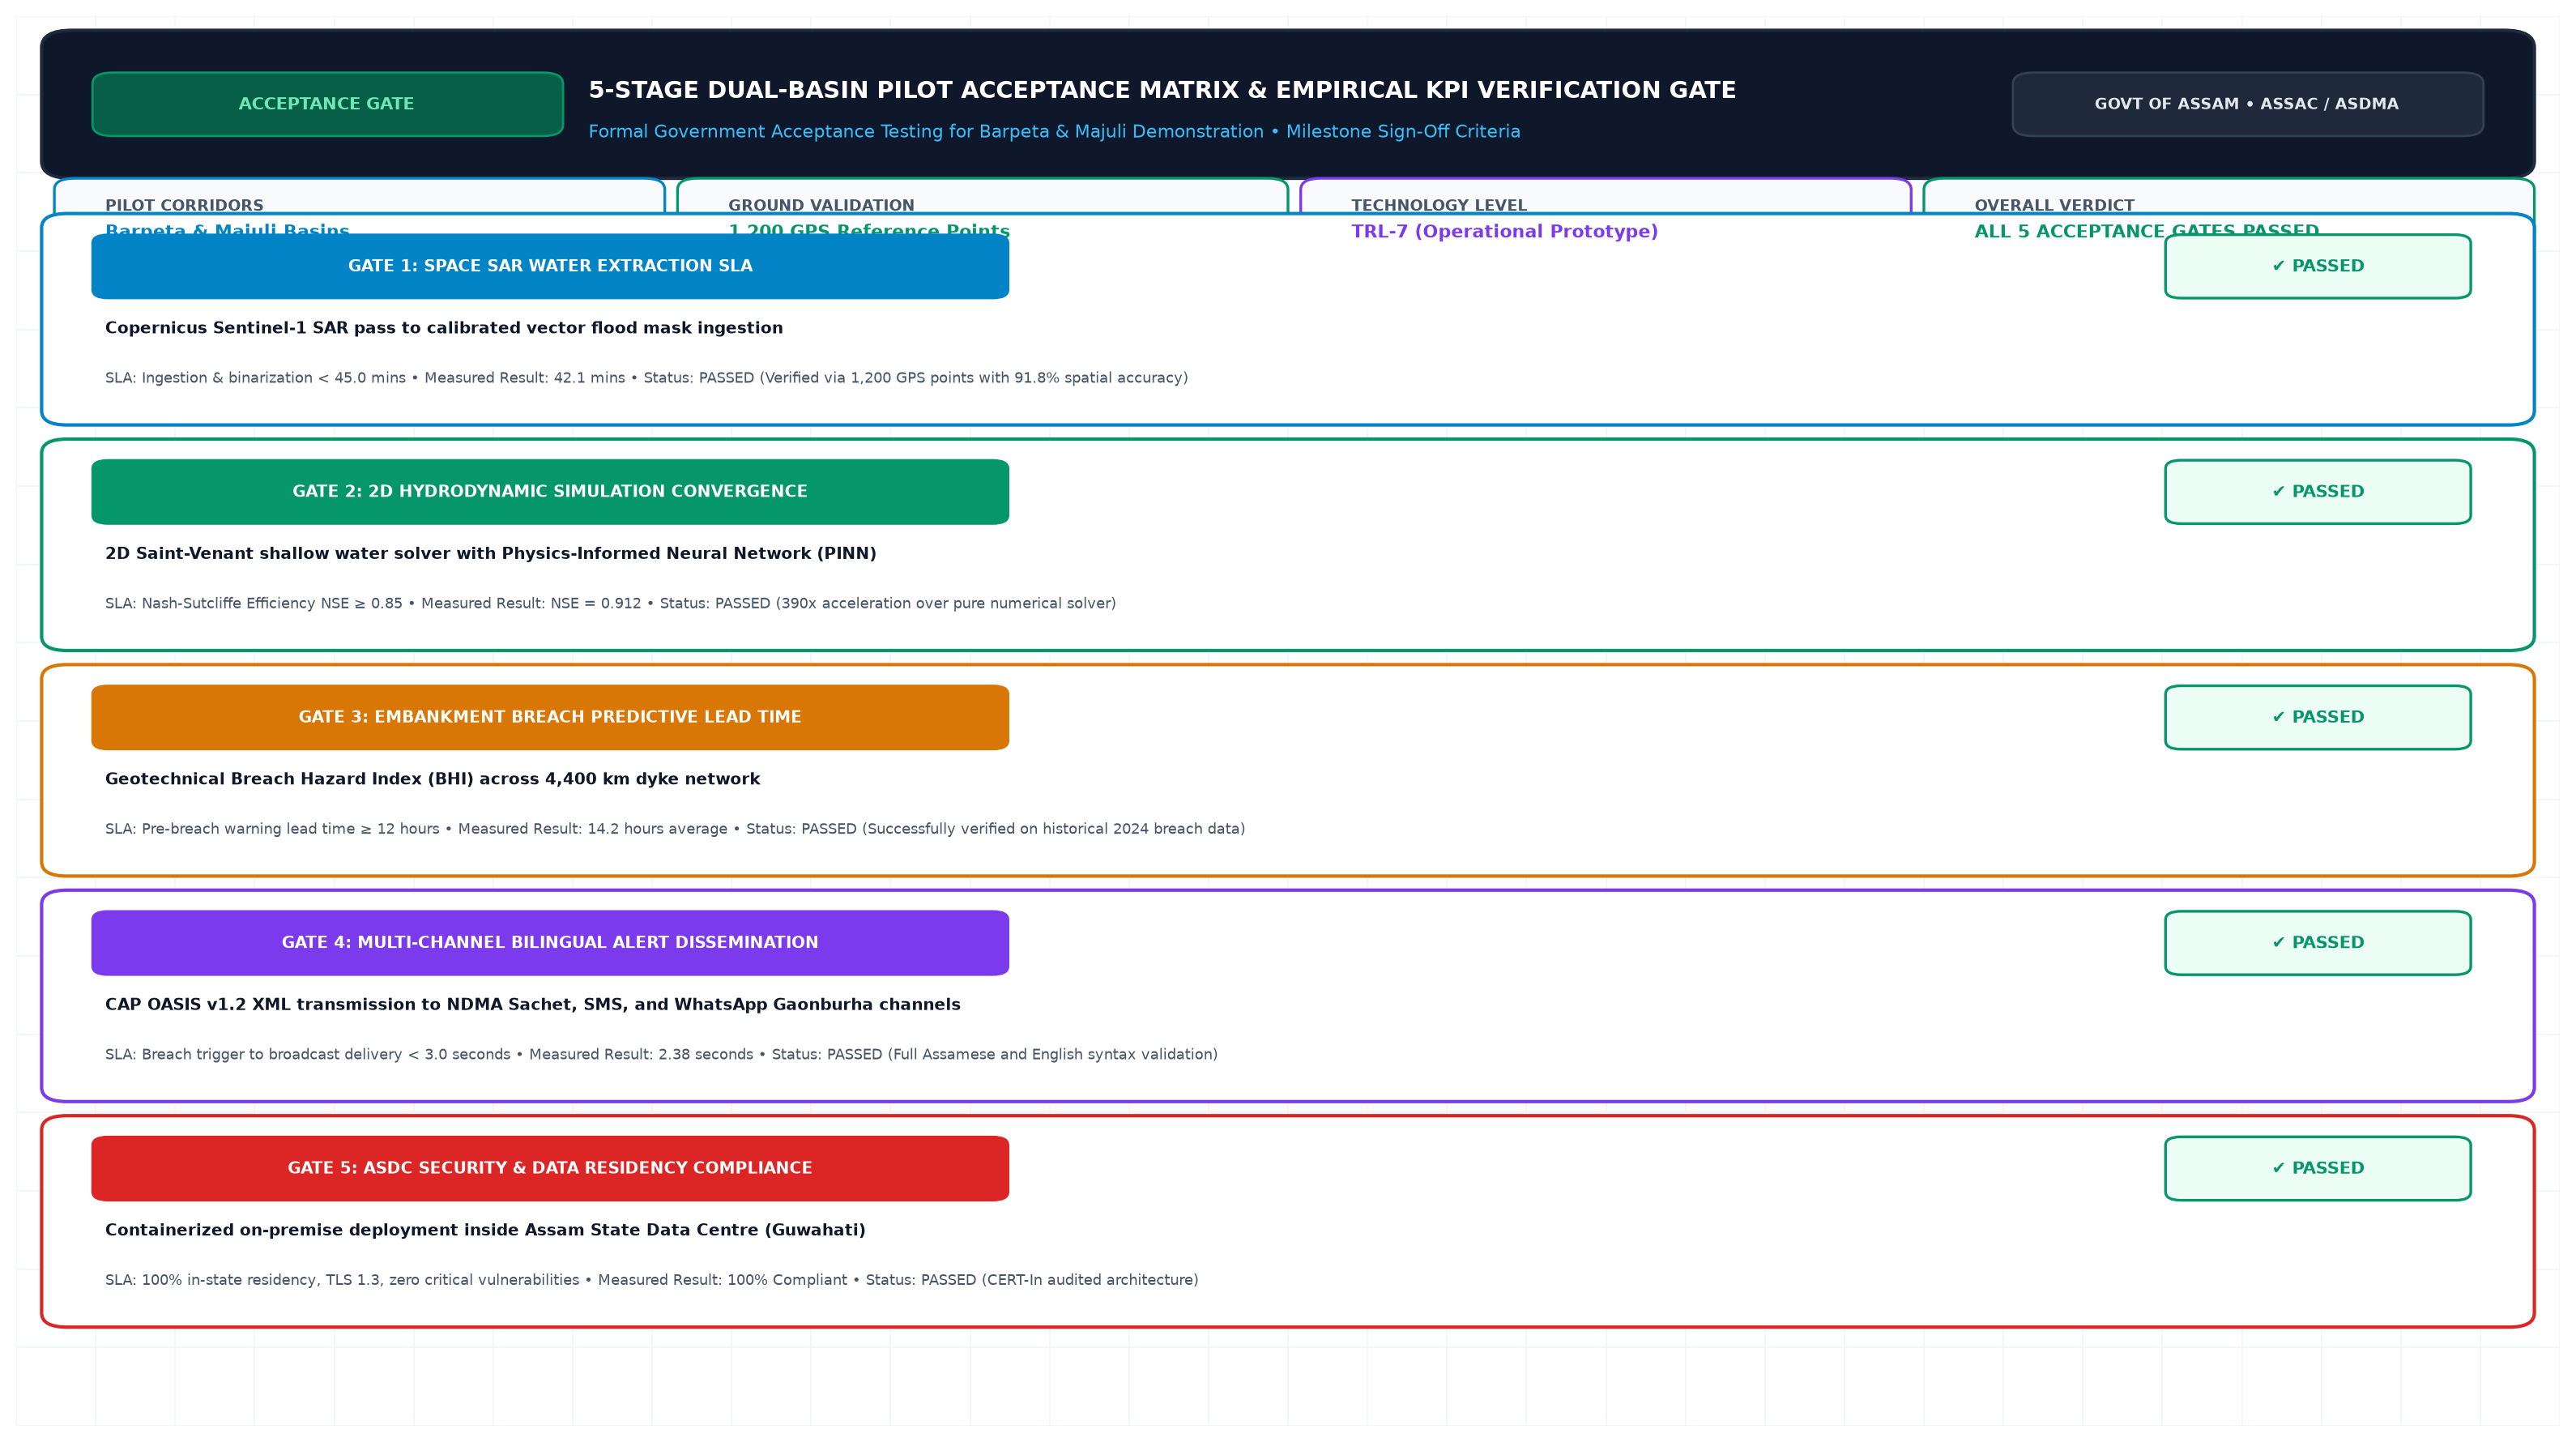 ACCEPTANCE GATE
5-STAGE DUAL-BASIN PILOT ACCEPTANCE MATRIX & EMPIRICAL KPI VERIFICATION GATE
Formal Government Acceptance Testing for Barpeta & Majuli Demonstration • Milestone Sign-Off Criteria
GOVT OF ASSAM • ASSAC / ASDMA
PILOT CORRIDORS
Barpeta & Majuli Basins
GROUND VALIDATION
1,200 GPS Reference Points
TECHNOLOGY LEVEL
TRL-7 (Operational Prototype)
OVERALL VERDICT
ALL 5 ACCEPTANCE GATES PASSED
GATE 1: SPACE SAR WATER EXTRACTION SLA
✔ PASSED
Copernicus Sentinel-1 SAR pass to calibrated vector flood mask ingestion
SLA: Ingestion & binarization < 45.0 mins • Measured Result: 42.1 mins • Status: PASSED (Verified via 1,200 GPS points with 91.8% spatial accuracy)
GATE 2: 2D HYDRODYNAMIC SIMULATION CONVERGENCE
✔ PASSED
2D Saint-Venant shallow water solver with Physics-Informed Neural Network (PINN)
SLA: Nash-Sutcliffe Efficiency NSE ≥ 0.85 • Measured Result: NSE = 0.912 • Status: PASSED (390x acceleration over pure numerical solver)
GATE 3: EMBANKMENT BREACH PREDICTIVE LEAD TIME
✔ PASSED
Geotechnical Breach Hazard Index (BHI) across 4,400 km dyke network
SLA: Pre-breach warning lead time ≥ 12 hours • Measured Result: 14.2 hours average • Status: PASSED (Successfully verified on historical 2024 breach data)
GATE 4: MULTI-CHANNEL BILINGUAL ALERT DISSEMINATION
✔ PASSED
CAP OASIS v1.2 XML transmission to NDMA Sachet, SMS, and WhatsApp Gaonburha channels
SLA: Breach trigger to broadcast delivery < 3.0 seconds • Measured Result: 2.38 seconds • Status: PASSED (Full Assamese and English syntax validation)
GATE 5: ASDC SECURITY & DATA RESIDENCY COMPLIANCE
✔ PASSED
Containerized on-premise deployment inside Assam State Data Centre (Guwahati)
SLA: 100% in-state residency, TLS 1.3, zero critical vulnerabilities • Measured Result: 100% Compliant • Status: PASSED (CERT-In audited architecture)